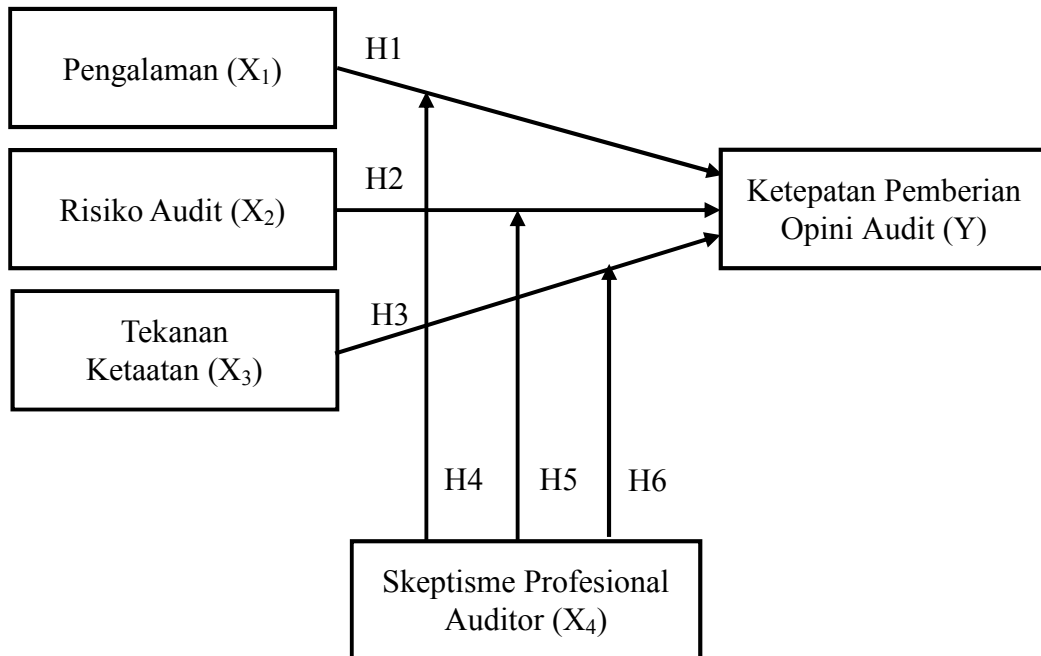 Pengalaman (X₁)
H1
Risiko Audit (X₂)
H2
Ketepatan Pemberian
Opini Audit (Y)
Tekanan
Ketaatan (X₃)
H3
H4
H5
H6
Skeptisme Profesional
Auditor (X₄)